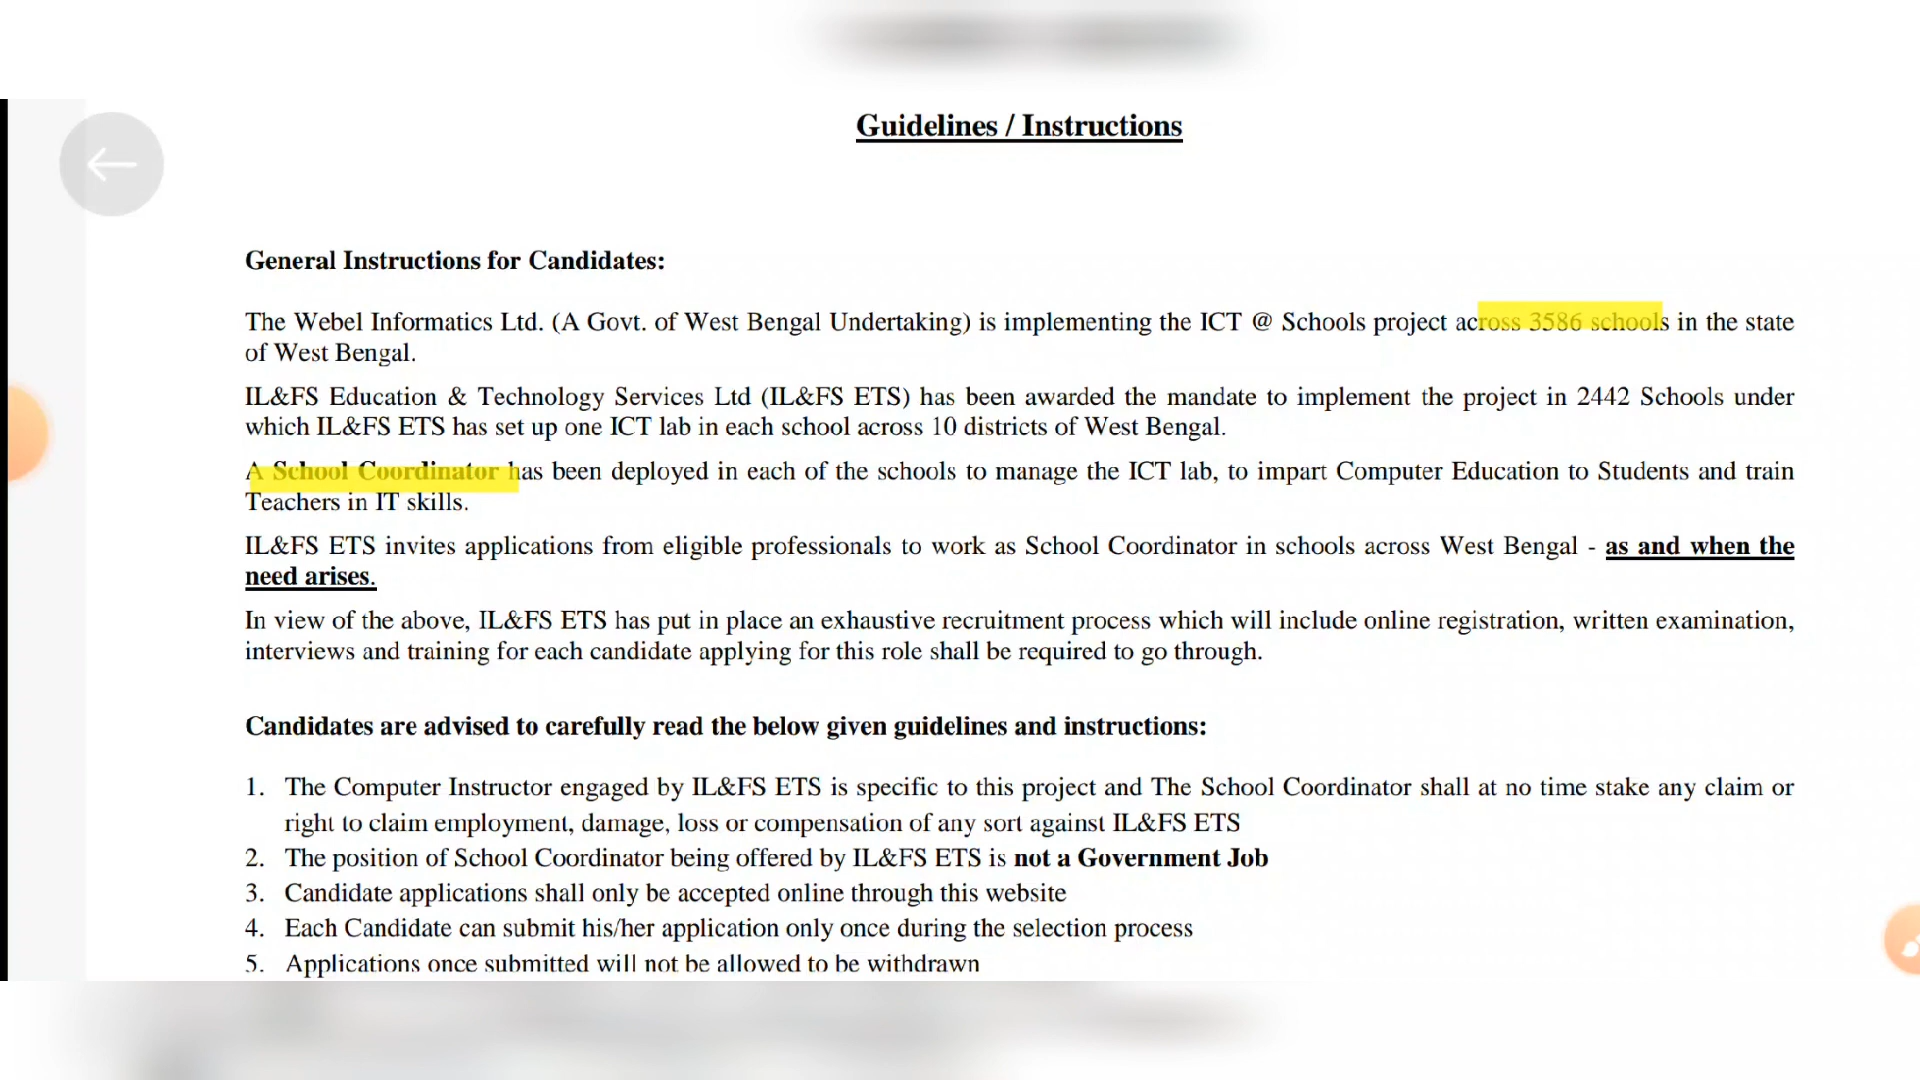 Guidelines / Instructions
General Instructions for Candidates:
The Webel Informatics Ltd. (A Govt. of West Bengal Undertaking) is implementing the ICT @ Schools project across 3586 schools in the state
of West Bengal.
IL&FS Education & Technology Services Ltd (IL&FS ETS) has been awarded the mandate to implement the project in 2442 Schools under
which IL&FS ETS has set up one ICT lab in each school across 10 districts of West Bengal.
A School Coordinator has been deployed in each of the schools to manage the ICT lab, to impart Computer Education to Students and train
Teachers in IT skills.
IL&FS ETS invites applications from eligible professionals to work as School Coordinator in schools across West Bengal - as and when the
need arises.
In view of the above, IL&FS ETS has put in place an exhaustive recruitment process which will include online registration, written examination,
interviews and training for each candidate applying for this role shall be required to go through.
Candidates are advised to carefully read the below given guidelines and instructions:
1. The Computer Instructor engaged by IL&FS ETS is specific to this project and The School Coordinator shall at no time stake any claim or
right to claim employment, damage, loss or compensation of any sort against IL&FS ETS
2. The position of School Coordinator being offered by IL&FS ETS is not a Government Job
3. Candidate applications shall only be accepted online through this website
4. Each Candidate can submit his/her application only once during the selection process
5. Applications once submitted will not be allowed to be withdrawn